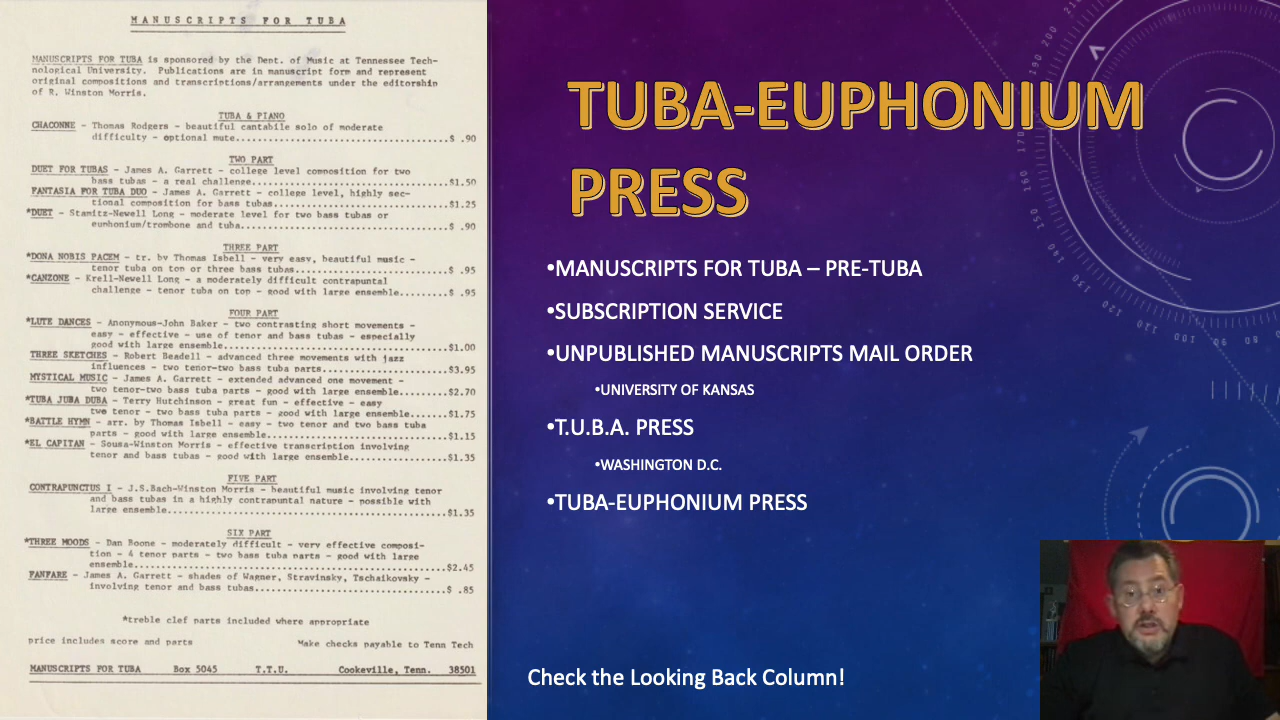 MANUSCRIPTS FOR TUBA
MANUSCRIPTS FOR TUBA is sponsored by the Dept. of Music at Tennessee Tech-
nological University. Publications are in manuscript form and represent
original compositions and transcriptions/arrangements under the editorship
of R. Winston Morris.
TUBA & PIANO
CHACONNE - Thomas Rodgers - beautiful cantabile solo of moderate
difficulty - optional mute...................................$ .90
TWO PART
DUET FOR TUBAS - James A. Garrett - college level composition for two
bass tubas - a real challenge................................$1.50
FANTASIA FOR TUBA DUO - James A. Garrett - college level, highly sec-
tional composition for bass tubas............................$1.25
*DUET - Stamitz-Newell Long - moderate level for two bass tubas or
euphonium/trombone and tuba..................................$ .90
THREE PART
*DONA NOBIS PACEM - tr. by Thomas Isbell - very easy, beautiful music -
tenor tuba on top or three bass tubas........................$ .95
*CANZONE - Krell-Newell Long - a moderately difficult contrapuntal
challenge - tenor tuba on top - good with large ensemble........$ .95
FOUR PART
*LUTE DANCES - Anonymous-John Baker - two contrasting short movements -
easy - effective - use of tenor and bass tubas - especially
good with large ensemble.....................................$1.00
THREE SKETCHES - Robert Beadell - advanced three movements with jazz
influences - two tenor-two bass tuba parts...................$3.95
MYSTICAL MUSIC - James A. Garrett - extended advanced one movement -
two tenor-two bass tuba parts - good with large ensemble........$2.70
*TUBA JUBA DUBA - Terry Hutchinson - great fun - effective - easy
two tenor - two bass tuba parts - good with large ensemble......$1.75
*BATTLE HYMN - arr. by Thomas Isbell - easy - two tenor and two bass tuba
parts - good with large ensemble.............................$1.15
*EL CAPITAN - Sousa-Winston Morris - effective transcription involving
tenor and bass tubas - good with large ensemble.................$1.35
FIVE PART
CONTRAPUNCTUS I - J.S.Bach-Winston Morris - beautiful music involving tenor
and bass tubas in a highly contrapuntal nature - possible with
large ensemble...............................................$1.35
SIX PART
*THREE MOODS - Dan Boone - moderately difficult - very effective composi-
tion - 4 tenor parts - two bass tuba parts - good with large
ensemble.....................................................$2.45
FANFARE - James A. Garrett - shades of Wagner, Stravinsky, Tschaikovsky -
involving tenor and bass tubas...............................$ .85
*treble clef parts included where appropriate
price includes score and parts Make checks payable to Tenn Tech
MANUSCRIPTS FOR TUBA Box 5045 T.T.U. Cookeville, Tenn. 38501
TUBA-EUPHONIUM
PRESS
•MANUSCRIPTS FOR TUBA – PRE-TUBA
•SUBSCRIPTION SERVICE
•UNPUBLISHED MANUSCRIPTS MAIL ORDER
•UNIVERSITY OF KANSAS
•T.U.B.A. PRESS
•WASHINGTON D.C.
•TUBA-EUPHONIUM PRESS
Check the Looking Back Column!